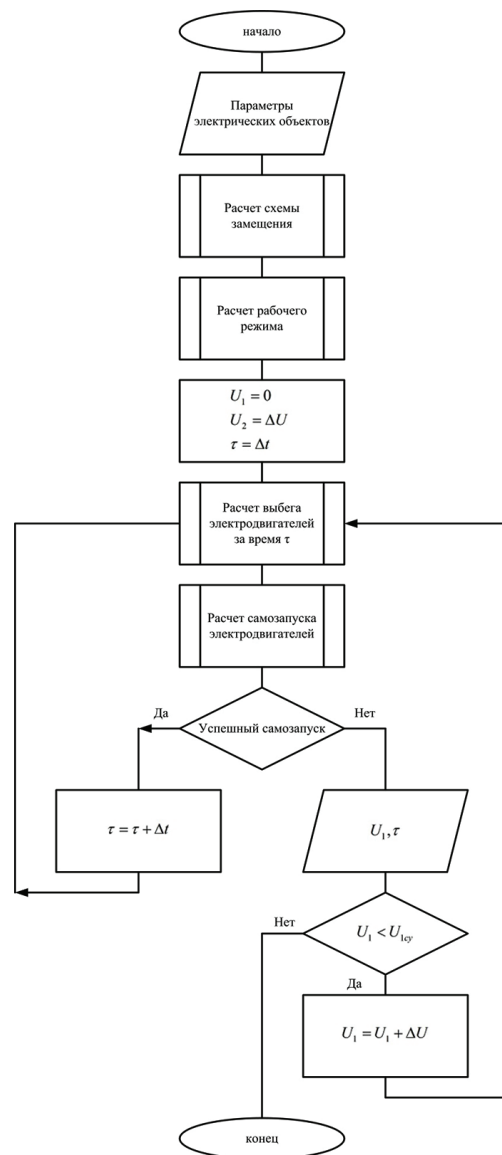 начало
Параметры
электрических объектов
Расчет схемы
замещения
Расчет рабочего
режима
U₁ = 0
U₂ = ΔU
τ = Δt
Расчет выбега
электродвигателей
за время τ
Расчет самозапуска
электродвигателей
Да
Успешный самозапуск
Нет
τ = τ + Δt
U₁, τ
Нет
U₁ < U₁су
Да
U₁ = U₁ + ΔU
конец